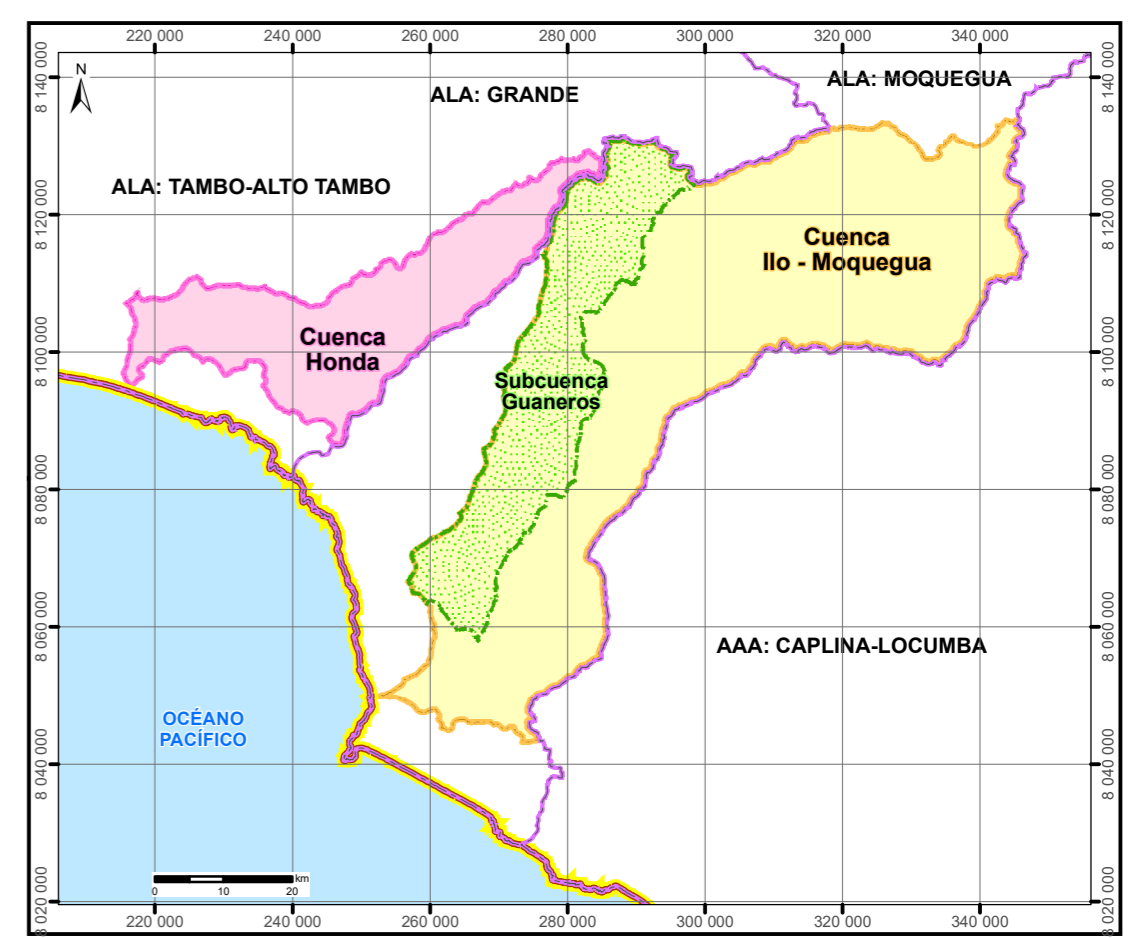 220 000 240 000 260 000 280 000 300 000 320 000 340 000
8 140 000 8 140 000
N
ALA: GRANDE
ALA: MOQUEGUA
ALA: TAMBO-ALTO TAMBO
8 120 000 8 120 000
Cuenca
Ilo - Moquegua
Cuenca
Honda
8 100 000 8 100 000
Subcuenca
Guaneros
8 080 000 8 080 000
8 060 000 8 060 000
AAA: CAPLINA-LOCUMBA
OCÉANO
PACÍFICO
8 040 000 8 040 000
km
0 10 20
8 020 000 8 020 000
220 000 240 000 260 000 280 000 300 000 320 000 340 000